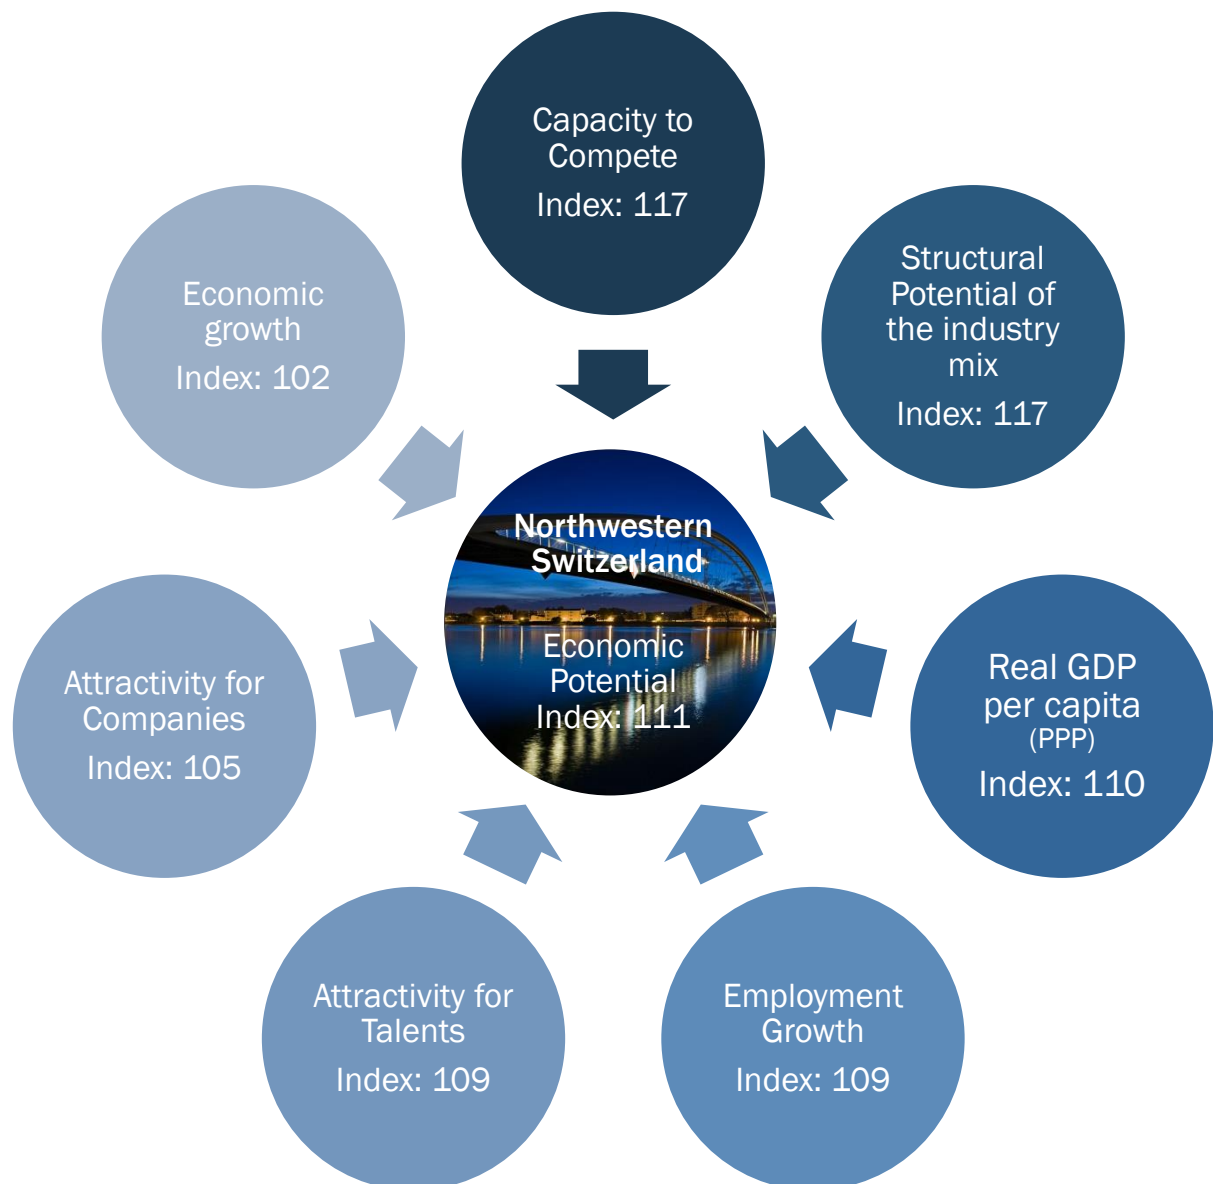 Capacity to
Compete
Index: 117
Structural
Potential of
the industry
mix
Index: 117
Real GDP
per capita
(PPP)
Index: 110
Employment
Growth
Index: 109
Attractivity for
Talents
Index: 109
Attractivity for
Companies
Index: 105
Economic
growth
Index: 102
Northwestern
Switzerland
Economic
Potential
Index: 111